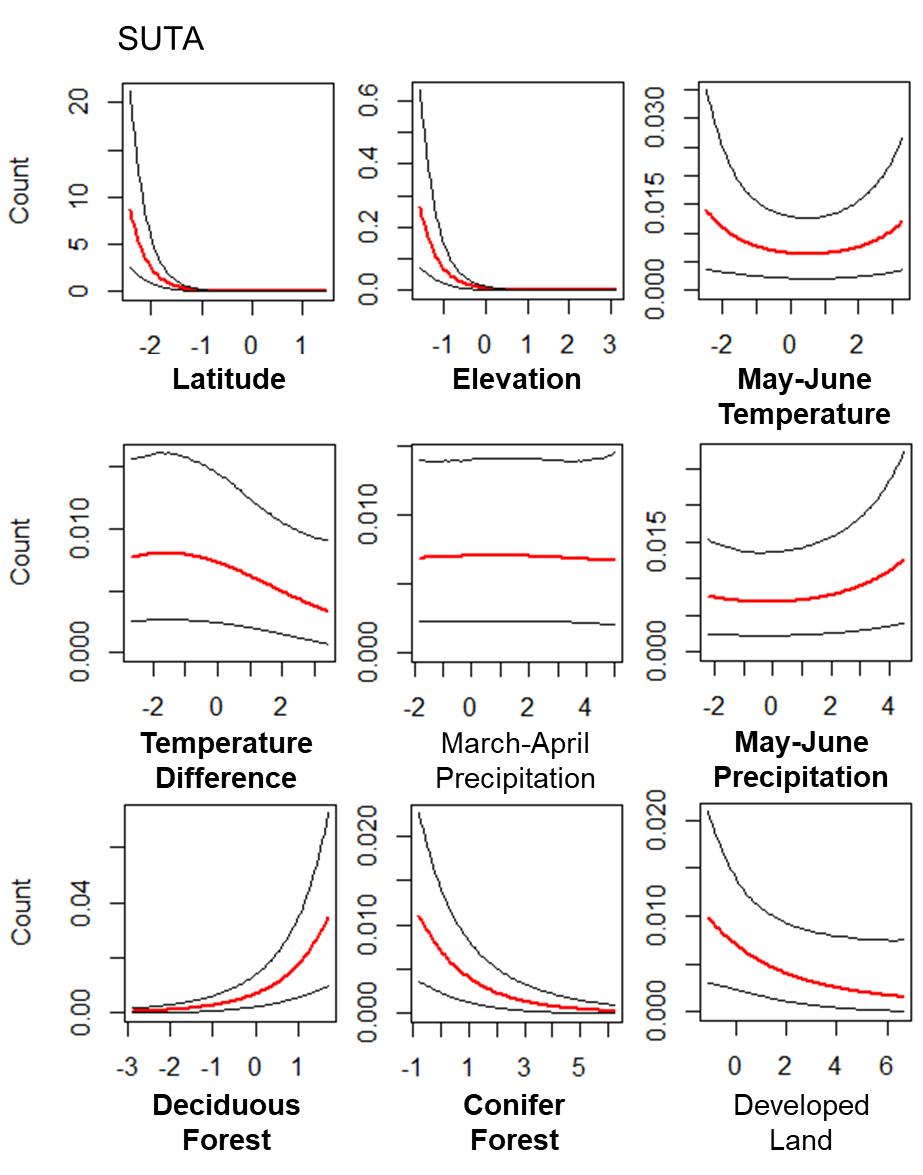 SUTA
Count
20
10
5
0
-2 -1 0 1
Latitude
0.6
0.4
0.2
0.0
-1 0 1 2 3
Elevation
0.030
0.015
0.000
-2 0 2
May-June
Temperature
Count
0.010
0.000
-2 0 2
Temperature
Difference
0.010
0.000
-2 0 2 4
March-April
Precipitation
0.015
0.000
-2 0 2 4
May-June
Precipitation
Count
0.04
0.00
-3 -2 -1 0 1
Deciduous
Forest
0.020
0.010
0.000
-1 1 3 5
Conifer
Forest
0.020
0.010
0.000
0 2 4 6
Developed
Land